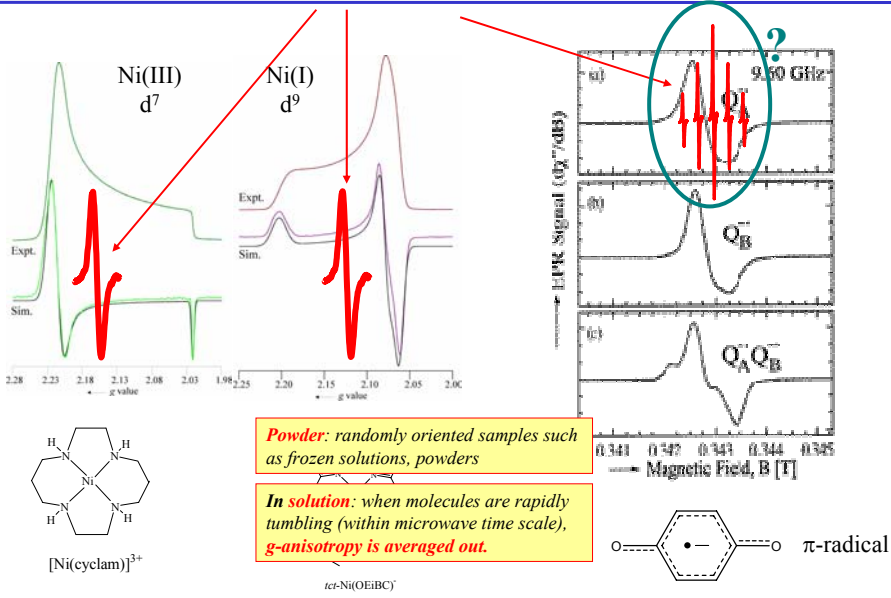 Ni(III)
d⁷
Expt.
Sim.
2.28
2.21
2.18
2.13
2.08
2.03
1.98
g value
Ni(I)
d⁹
Expt.
Sim.
2.25
2.20
2.15
2.10
2.05
2.00
g value
?
(a)
9.60 GHz
(b)
Q_B^{·−}
(c)
Q_A^{·−}Q_B^{·−}
EPR Signal (dχ''/dB)
0.341
0.342
0.343
0.344
0.345
Magnetic Field, B [T]
Powder: randomly oriented samples such
as frozen solutions, powders
In solution: when molecules are rapidly
tumbling (within microwave time scale),
g-anisotropy is averaged out.
H
H
N
N
Ni
N
N
H
H
[Ni(cyclam)]³⁺
tct-Ni(OEiBC)⁻
O
O
π-radical